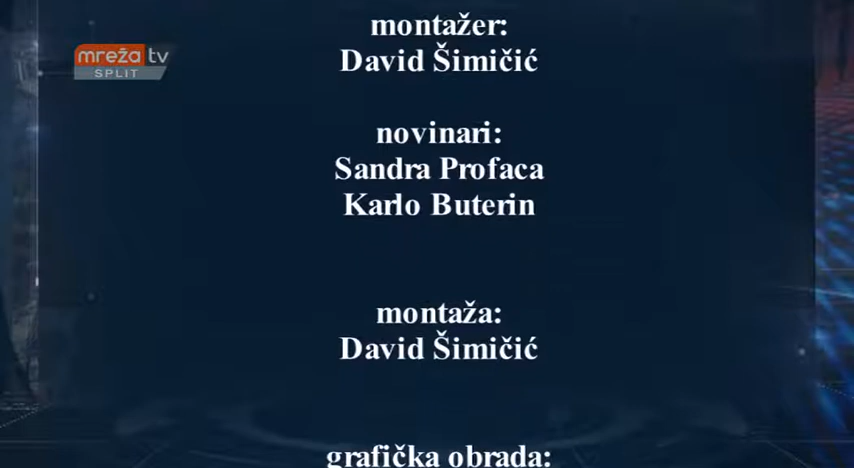 mreža tv
SPLIT
montažer:
David Šimičić
novinari:
Sandra Profaca
Karlo Buterin
montaža:
David Šimičić
grafička obrada: